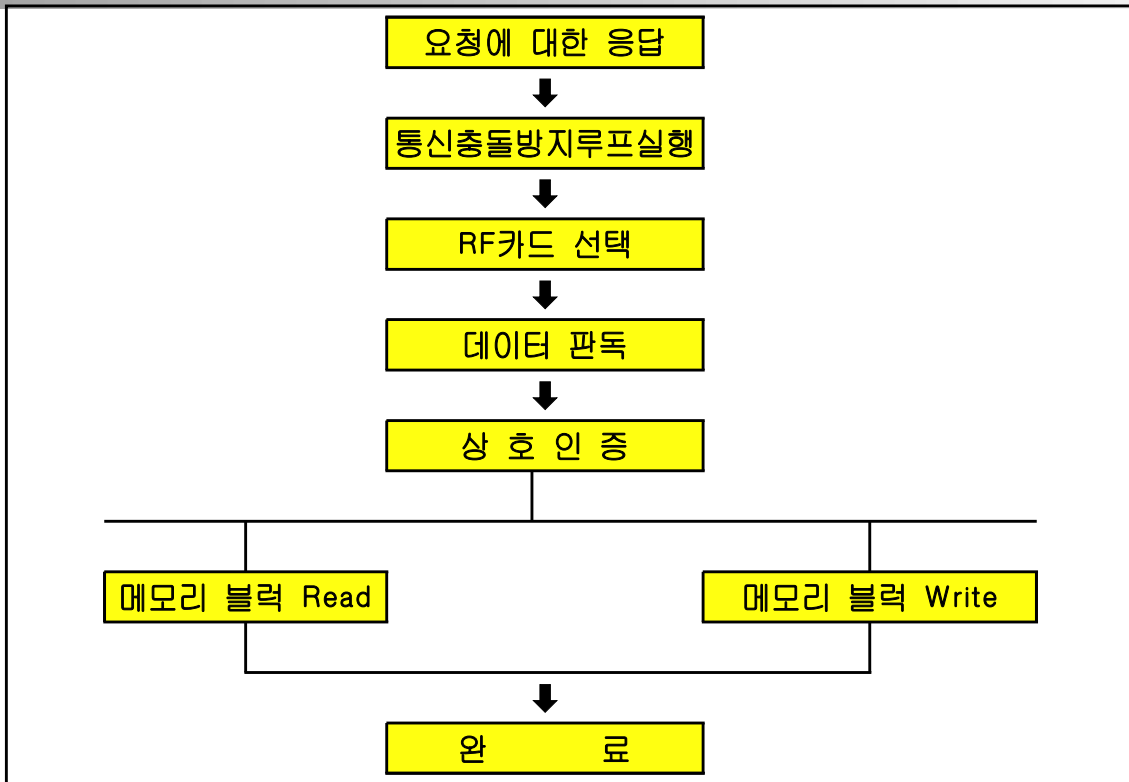 요청에 대한 응답
통신충돌방지루프실행
RF카드 선택
데이터 판독
상 호 인 증
메모리 블럭 Read
메모리 블럭 Write
완 료